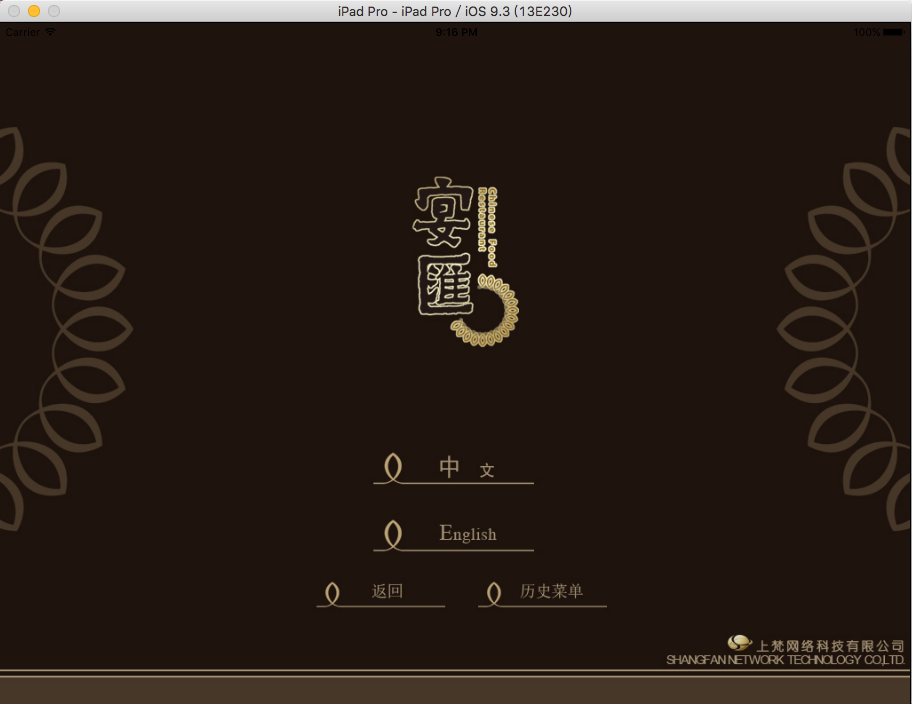 iPad Pro - iPad Pro / iOS 9.3 (13E230)
Carrier 9:16 PM 100%
宴匯
Chinese Food
Restaurant
中 文
English
返回 历史菜单
上梵网络科技有限公司
SHANGFAN NETWORK TECHNOLOGY CO.,LTD.